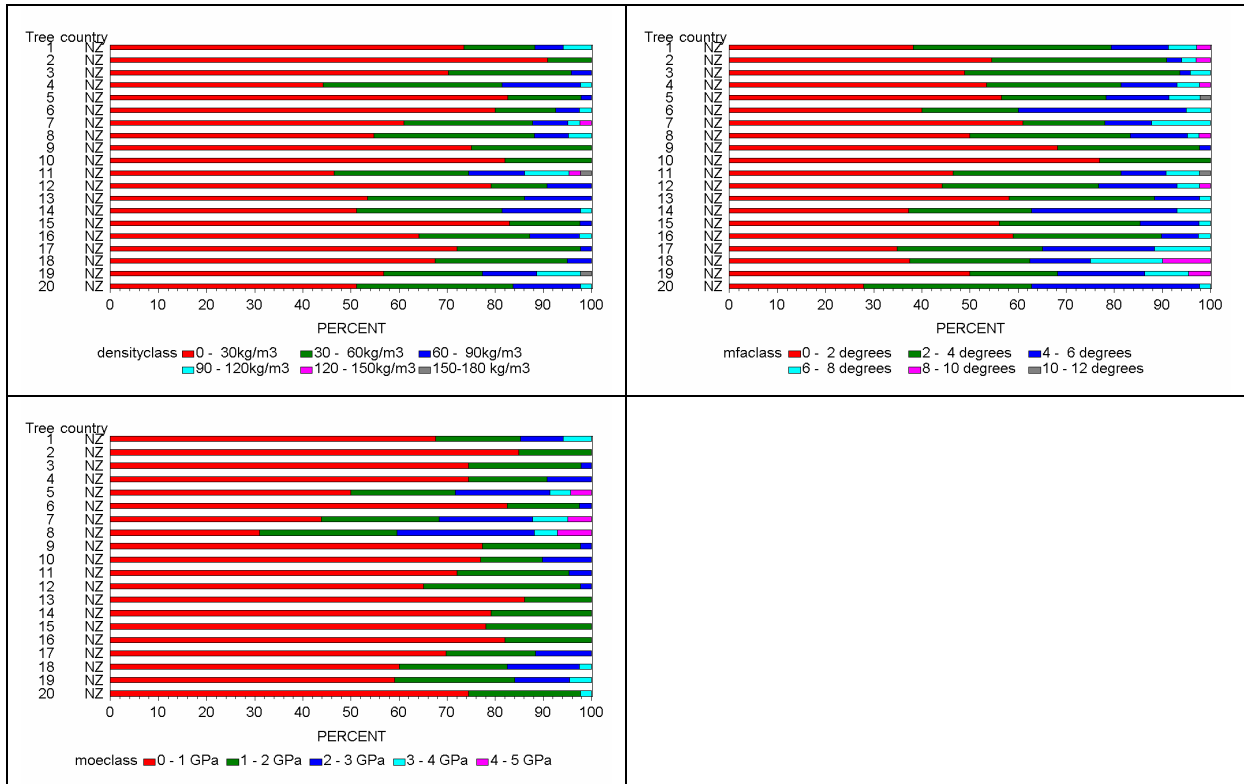 Tree country
1 NZ
2 NZ
3 NZ
4 NZ
5 NZ
6 NZ
7 NZ
8 NZ
9 NZ
10 NZ
11 NZ
12 NZ
13 NZ
14 NZ
15 NZ
16 NZ
17 NZ
18 NZ
19 NZ
20 NZ
0 10 20 30 40 50 60 70 80 90 100
PERCENT
densityclass 0 - 30kg/m3 30 - 60kg/m3 60 - 90kg/m3
90 - 120kg/m3 120 - 150kg/m3 150-180 kg/m3
Tree country
1 NZ
2 NZ
3 NZ
4 NZ
5 NZ
6 NZ
7 NZ
8 NZ
9 NZ
10 NZ
11 NZ
12 NZ
13 NZ
14 NZ
15 NZ
16 NZ
17 NZ
18 NZ
19 NZ
20 NZ
0 10 20 30 40 50 60 70 80 90 100
PERCENT
mfaclass 0 - 2 degrees 2 - 4 degrees 4 - 6 degrees
6 - 8 degrees 8 - 10 degrees 10 - 12 degrees
Tree country
1 NZ
2 NZ
3 NZ
4 NZ
5 NZ
6 NZ
7 NZ
8 NZ
9 NZ
10 NZ
11 NZ
12 NZ
13 NZ
14 NZ
15 NZ
16 NZ
17 NZ
18 NZ
19 NZ
20 NZ
0 10 20 30 40 50 60 70 80 90 100
PERCENT
moeclass 0 - 1 GPa 1 - 2 GPa 2 - 3 GPa 3 - 4 GPa 4 - 5 GPa